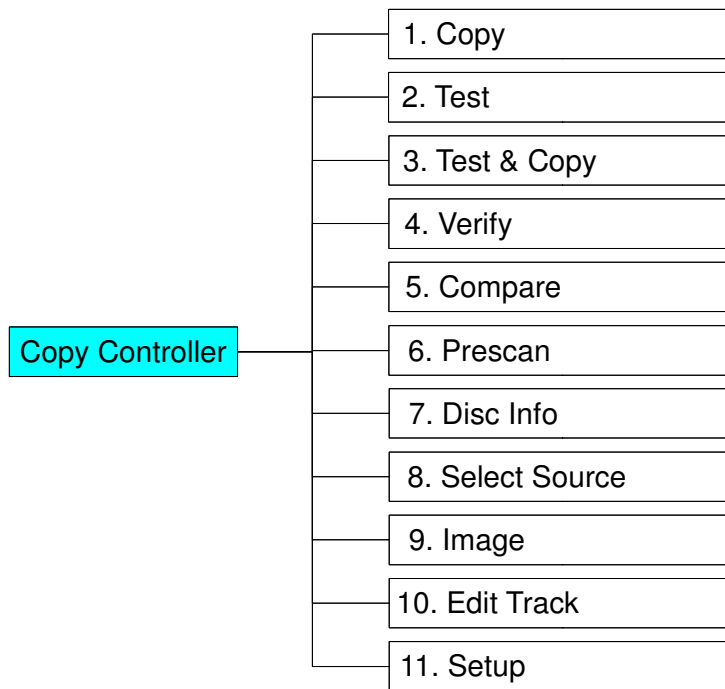 1. Copy
2. Test
3. Test & Copy
4. Verify
5. Compare
Copy Controller
6. Prescan
7. Disc Info
8. Select Source
9. Image
10. Edit Track
11. Setup